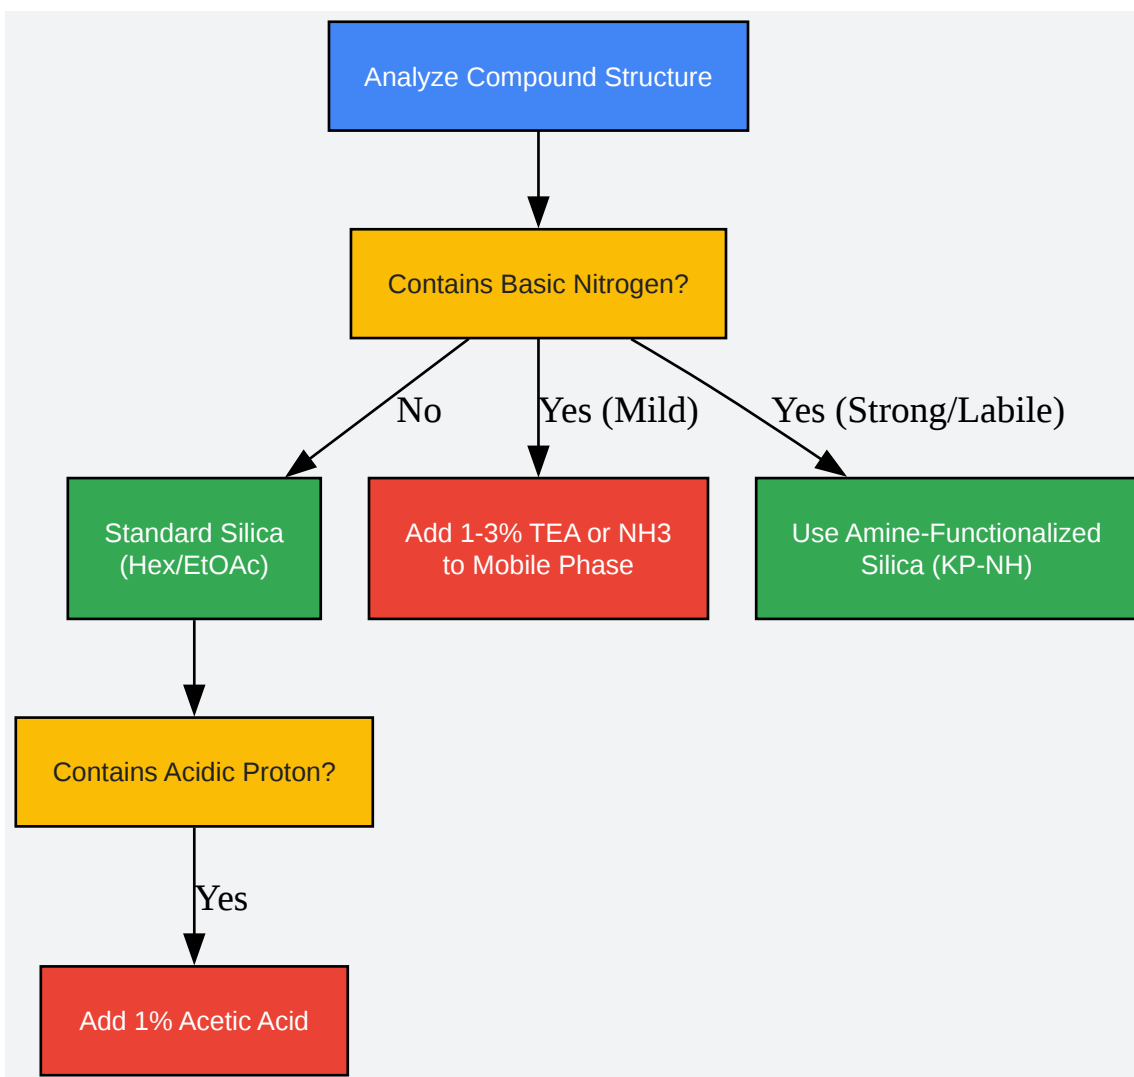 Analyze Compound Structure
Contains Basic Nitrogen?
No
Yes (Mild)
Yes (Strong/Labile)
Standard Silica
(Hex/EtOAc)
Add 1-3% TEA or NH3
to Mobile Phase
Use Amine-Functionalized
Silica (KP-NH)
Contains Acidic Proton?
Yes
Add 1% Acetic Acid